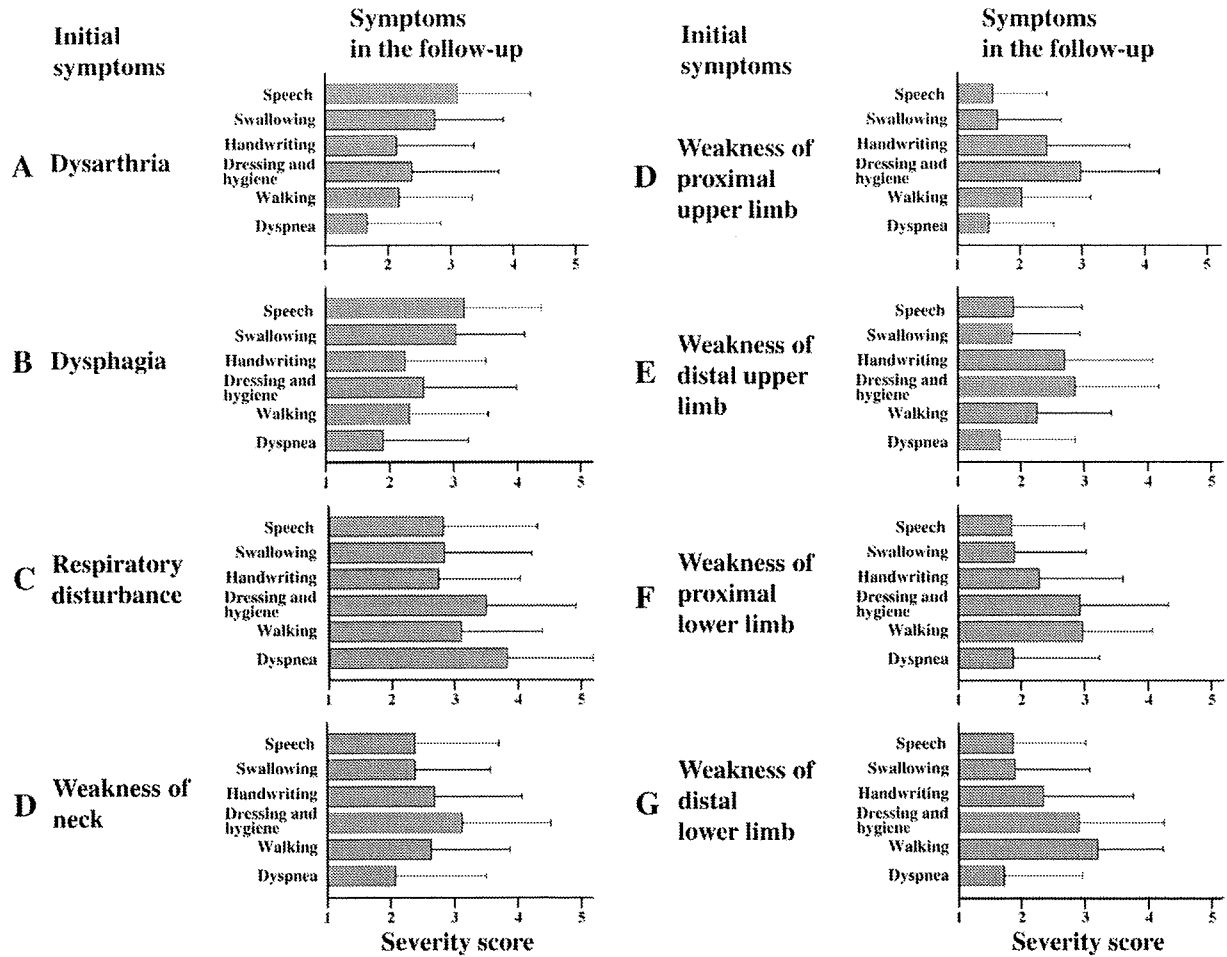 Initial
symptoms
Symptoms
in the follow-up
A Dysarthria
Speech
Swallowing
Handwriting
Dressing and
hygiene
Walking
Dyspnea
1 2 3 4 5
B Dysphagia
Speech
Swallowing
Handwriting
Dressing and
hygiene
Walking
Dyspnea
1 2 3 4 5
C Respiratory
disturbance
Speech
Swallowing
Handwriting
Dressing and
hygiene
Walking
Dyspnea
1 2 3 4 5
D Weakness of
neck
Speech
Swallowing
Handwriting
Dressing and
hygiene
Walking
Dyspnea
1 2 3 4 5
Severity score
Initial
symptoms
Symptoms
in the follow-up
D Weakness of
proximal
upper limb
Speech
Swallowing
Handwriting
Dressing and
hygiene
Walking
Dyspnea
1 2 3 4 5
E Weakness of
distal upper
limb
Speech
Swallowing
Handwriting
Dressing and
hygiene
Walking
Dyspnea
1 2 3 4 5
F Weakness of
proximal
lower limb
Speech
Swallowing
Handwriting
Dressing and
hygiene
Walking
Dyspnea
1 2 3 4 5
G Weakness of
distal
lower limb
Speech
Swallowing
Handwriting
Dressing and
hygiene
Walking
Dyspnea
1 2 3 4 5
Severity score